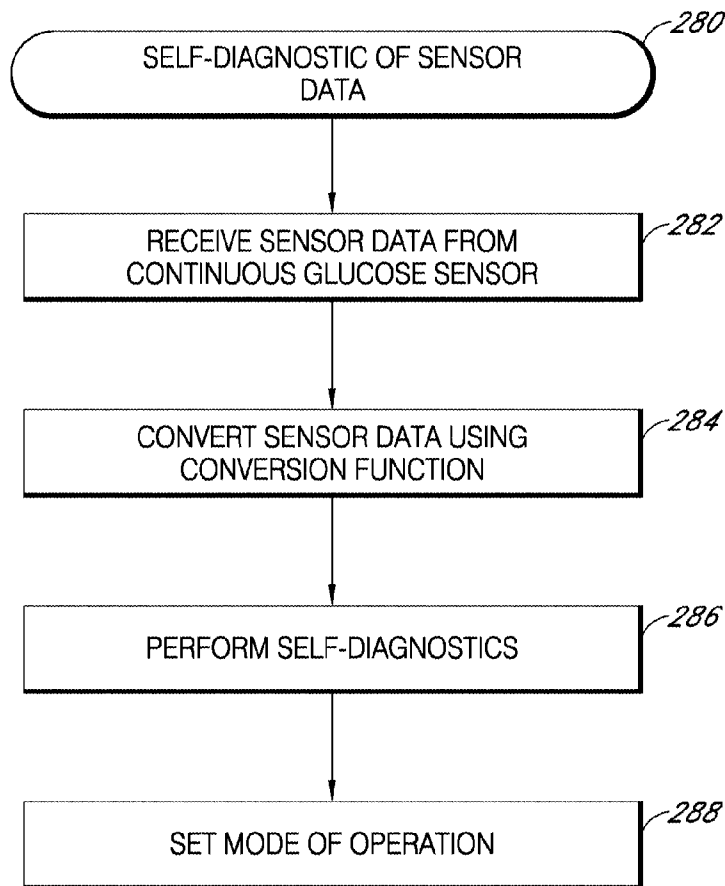 280
SELF-DIAGNOSTIC OF SENSOR
DATA
282
RECEIVE SENSOR DATA FROM
CONTINUOUS GLUCOSE SENSOR
284
CONVERT SENSOR DATA USING
CONVERSION FUNCTION
286
PERFORM SELF-DIAGNOSTICS
288
SET MODE OF OPERATION